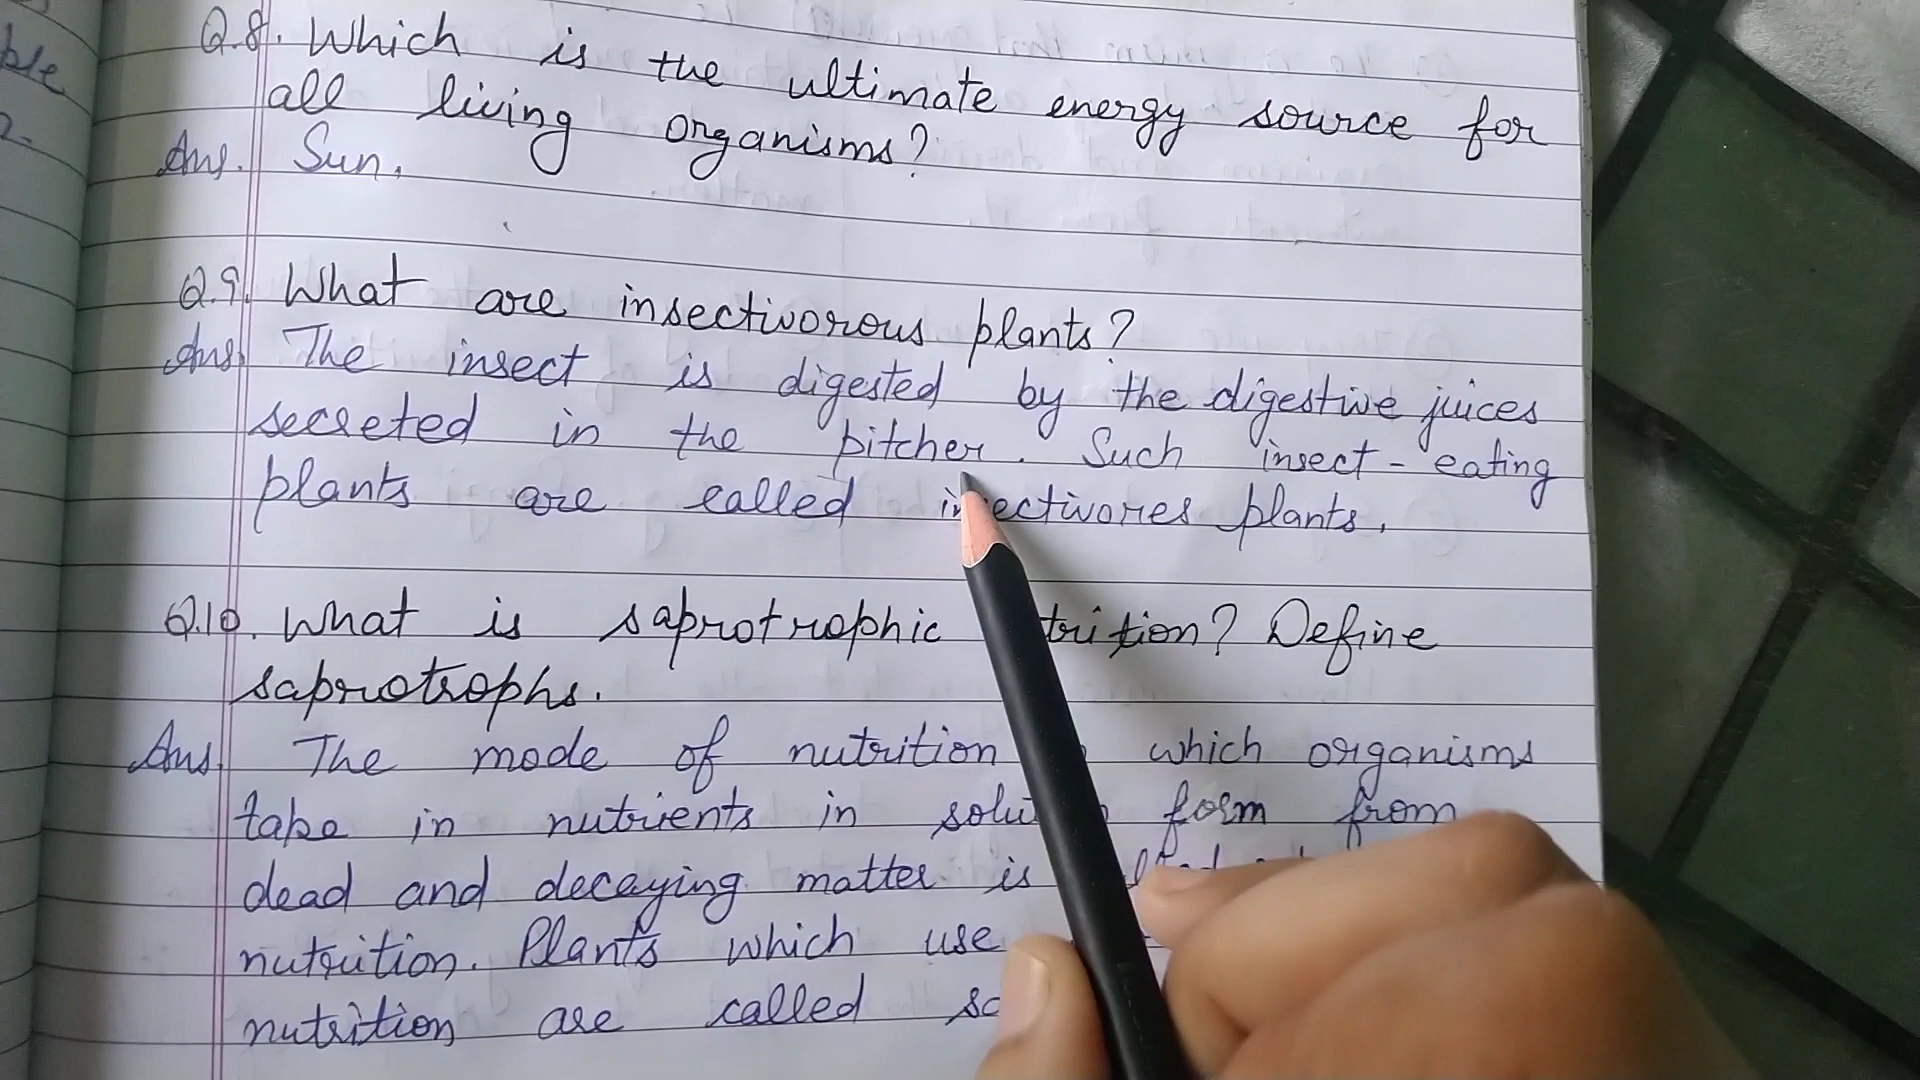 ple
2-
Q.8. Which is the ultimate energy source for
all living organisms?
Ans. Sun.
Q.9. What are insectivorous plants?
Ans. The insect is digested by the digestive juices
secreted in the pitcher. Such insect-eating
plants are called insectivores plants.
Q.10. What is saprotrophic trition? Define
saprotrophs.
Ans. The mode of nutrition which organisms
take in nutrients in form from
dead and decaying matter is
nutrition. Plants which use
nutrition are called